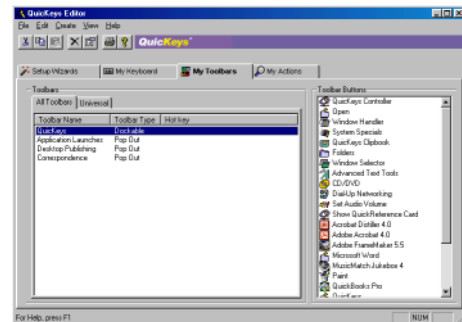 QuicKeys Editor
File Edit Create View Help
QuicKeys
Setup Wizards My Keyboard My Toolbars My Actions
Toolbars
All Toolbars Universal
Toolbar Name Toolbar Type Hot key
QuicKeys Dockable
Application Launches Pop Out
Desktop Publishing Pop Out
Correspondence Pop Out
Toolbar Buttons
QuicKeys Controller
Open
Window Handler
System Specials
QuicKeys Clipbook
Folders
Window Selector
Advanced Text Tools
CD/DVD
Dial-Up Networking
Set Audio Volume
Show QuickReference Card
Acrobat Distiller 4.0
Adobe Acrobat 4.0
Adobe FrameMaker 5.5
Microsoft Word
MusicMatch Jukebox 4
Paint
QuickBooks Pro
QuicKeys
For Help, press F1
NUM